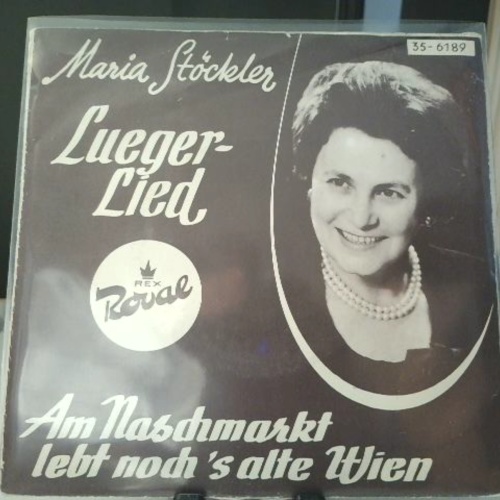 35-6189
Maria Stöckler
Lueger-
Lied
REX
Royal
Am Naschmarkt
lebt noch 's alte Wien